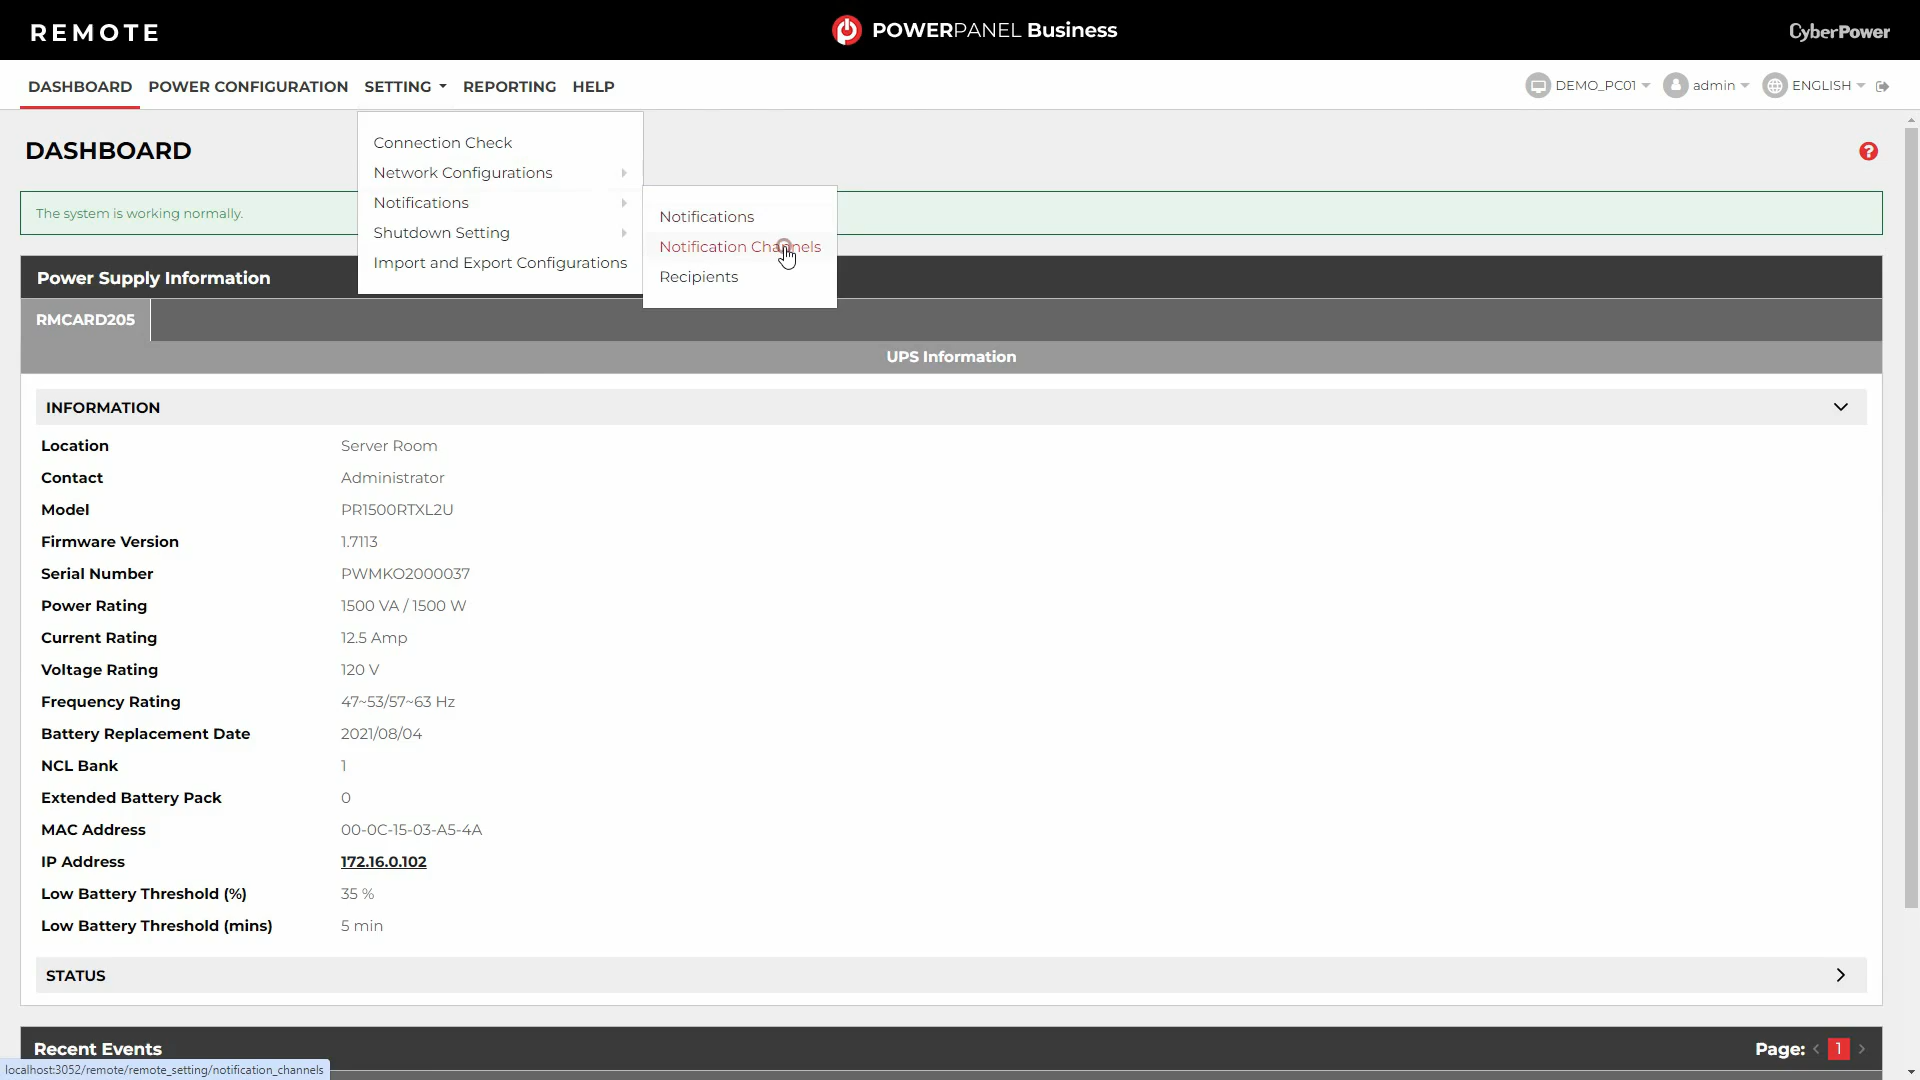 REMOTE
POWERPANEL Business
CyberPower
DASHBOARD POWER CONFIGURATION SETTING REPORTING HELP
DEMO_PC01 admin ENGLISH
DASHBOARD
?
Connection Check
Network Configurations
Notifications
Shutdown Setting
Import and Export Configurations
Notifications
Notification Channels
Recipients
The system is working normally.
Power Supply Information
RMCARD205
UPS Information
INFORMATION
Location Server Room
Contact Administrator
Model PR1500RTXL2U
Firmware Version 1.7113
Serial Number PWMKO2000037
Power Rating 1500 VA / 1500 W
Current Rating 12.5 Amp
Voltage Rating 120 V
Frequency Rating 47~53/57~63 Hz
Battery Replacement Date 2021/08/04
NCL Bank 1
Extended Battery Pack 0
MAC Address 00-0C-15-03-A5-4A
IP Address 172.16.0.102
Low Battery Threshold (%) 35 %
Low Battery Threshold (mins) 5 min
STATUS
Recent Events
Page: < 1 >
localhost:3052/remote/remote_setting/notification_channels